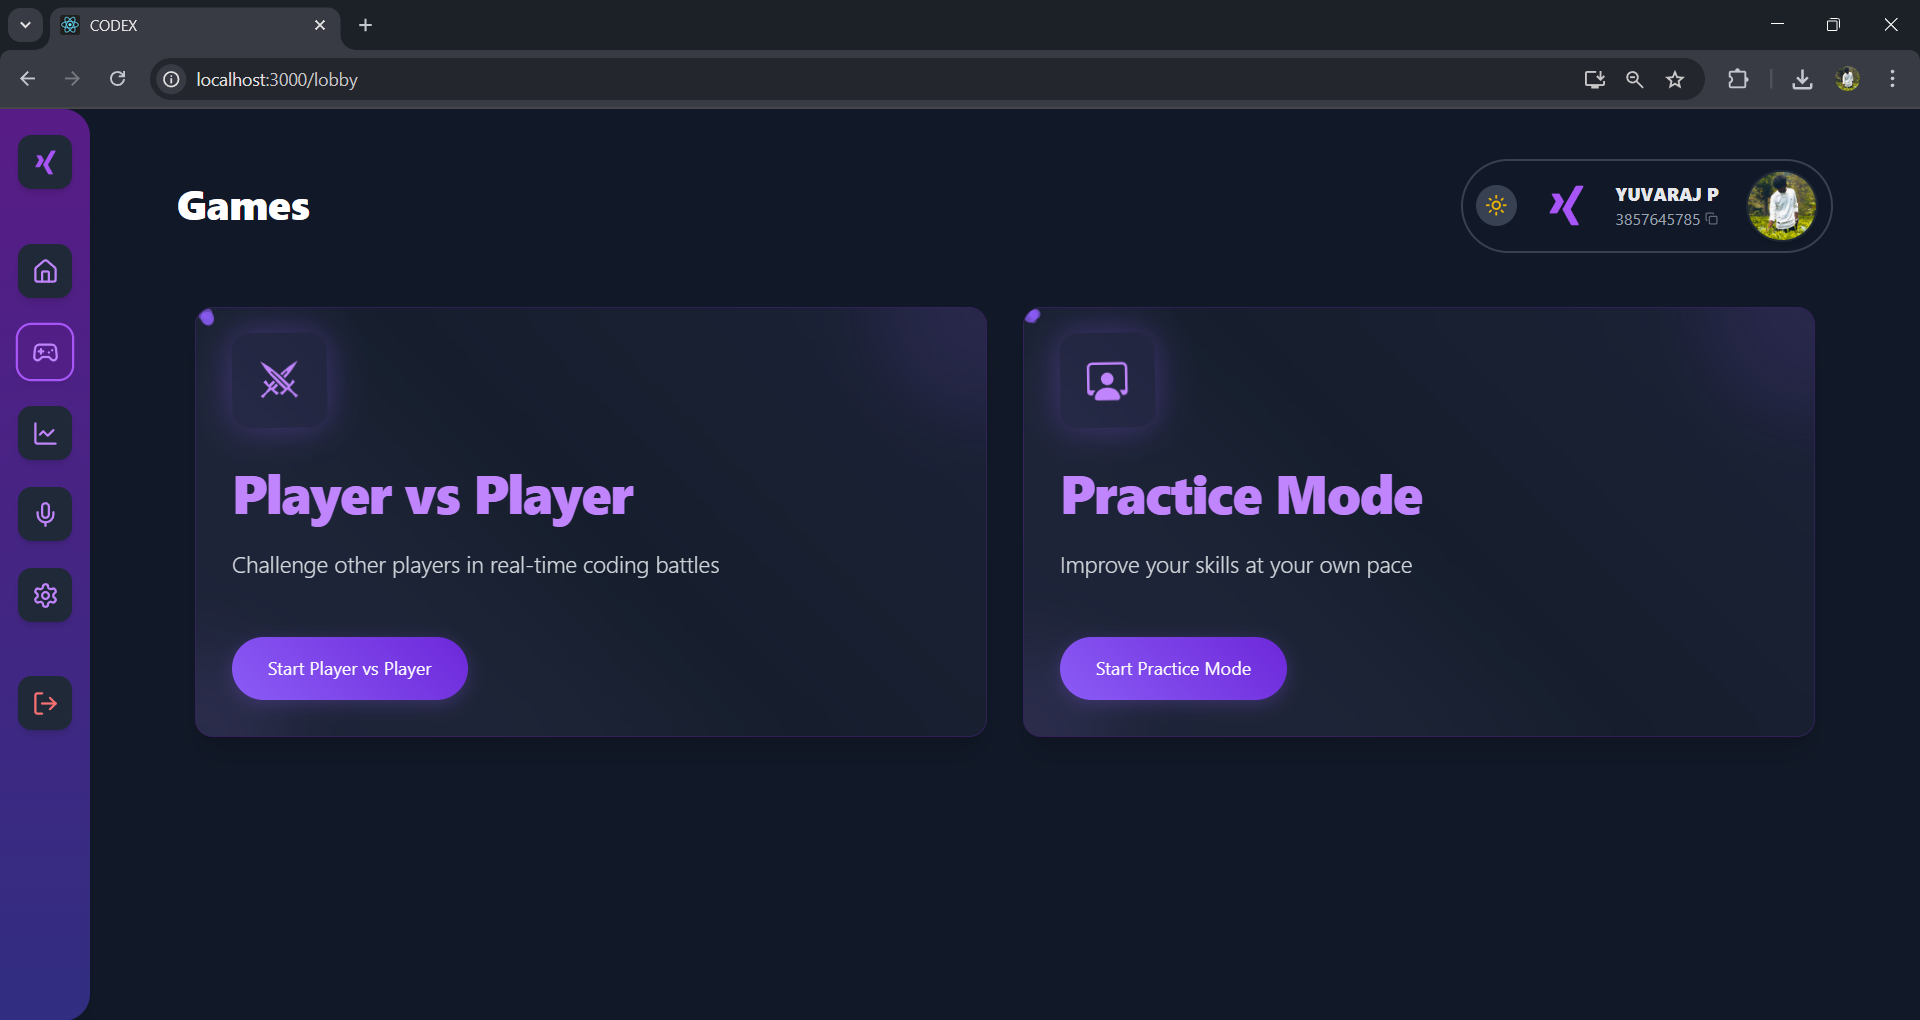 CODEX
localhost:3000/lobby
Games
YUVARAJ P
3857645785
Player vs Player
Challenge other players in real-time coding battles
Start Player vs Player
Practice Mode
Improve your skills at your own pace
Start Practice Mode